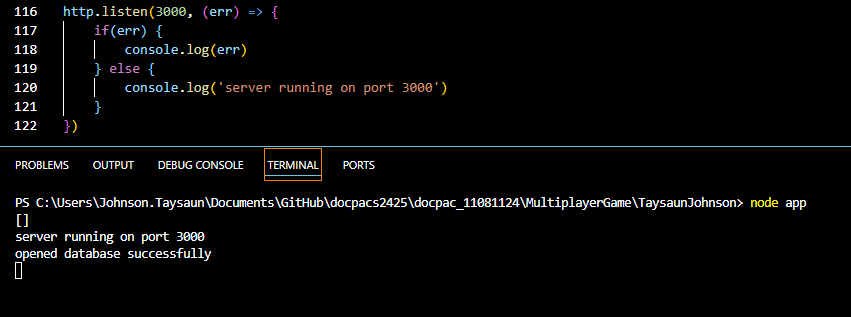 116 http.listen(3000, (err) => {
117 if(err) {
118 console.log(err)
119 } else {
120 console.log('server running on port 3000')
121 }
122 })
PROBLEMS OUTPUT DEBUG CONSOLE TERMINAL PORTS
PS C:\Users\Johnson.Taysaun\Documents\GitHub\docpacs2425\docpac_11081124\MultiplayerGame\TaysaunJohnson> node app
[]
server running on port 3000
opened database successfully